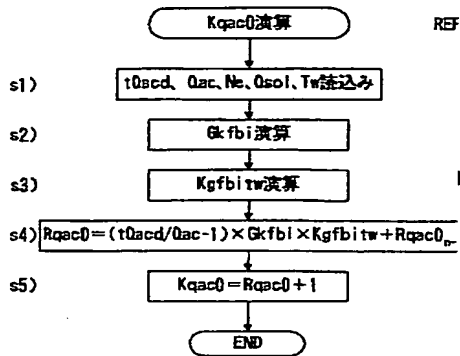 Kqac0演算
REF
s1) tQacd、Qac、Ne、Qsol、Tw読込み
s2) Gkfbi演算
s3) Kgfbitw演算
s4) Rqac0=(tQacd/Qac-1)×Gkfbi×Kgfbitw+Rqac0n-
s5) Kqac0=Rqac0+1
END